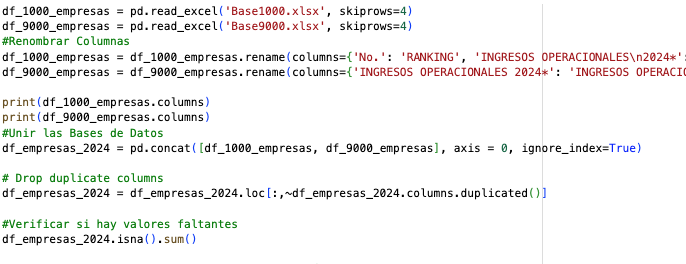 df_1000_empresas = pd.read_excel('Base1000.xlsx', skiprows=4)
df_9000_empresas = pd.read_excel('Base9000.xlsx', skiprows=4)
#Renombrar Columnas
df_1000_empresas = df_1000_empresas.rename(columns={'No.': 'RANKING', 'INGRESOS OPERACIONALES\n2024*':
df_9000_empresas = df_9000_empresas.rename(columns={'INGRESOS OPERACIONALES 2024*': 'INGRESOS OPERACIO
print(df_1000_empresas.columns)
print(df_9000_empresas.columns)
#Unir las Bases de Datos
df_empresas_2024 = pd.concat([df_1000_empresas, df_9000_empresas], axis = 0, ignore_index=True)
# Drop duplicate columns
df_empresas_2024 = df_empresas_2024.loc[:,~df_empresas_2024.columns.duplicated()]
#Verificar si hay valores faltantes
df_empresas_2024.isna().sum()